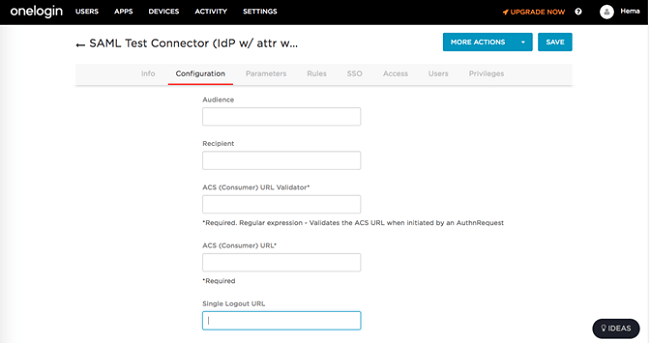 onelogin USERS APPS DEVICES ACTIVITY SETTINGS UPGRADE NOW ? Hema
← SAML Test Connector (IdP w/ attr w... MORE ACTIONS SAVE
Info Configuration Parameters Rules SSO Access Users Privileges
Audience
Recipient
ACS (Consumer) URL Validator*
*Required. Regular expression - Validates the ACS URL when initiated by an AuthnRequest
ACS (Consumer) URL*
*Required
Single Logout URL
IDEAS